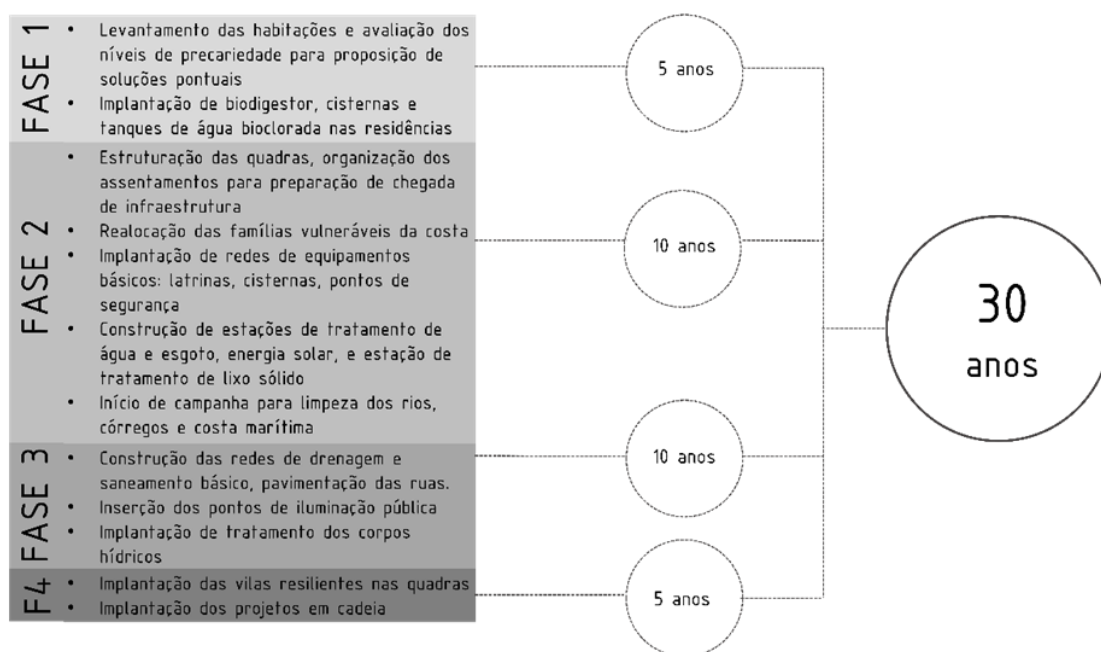 FASE 1
• Levantamento das habitações e avaliação dos
níveis de precariedade para proposição de
soluções pontuais
• Implantação de biodigestor, cisternas e
tanques de água bioclorada nas residências
5 anos
FASE 2
• Estruturação das quadras, organização dos
assentamentos para preparação de chegada
de infraestrutura
• Realocação das famílias vulneráveis da costa
• Implantação de redes de equipamentos
básicos: latrinas, cisternas, pontos de
segurança
• Construção de estações de tratamento de
água e esgoto, energia solar, e estação de
tratamento de lixo sólido
• Início de campanha para limpeza dos rios,
córregos e costa marítima
10 anos
FASE 3
• Construção das redes de drenagem e
saneamento básico, pavimentação das ruas.
• Inserção dos pontos de iluminação pública
• Implantação de tratamento dos corpos
hídricos
10 anos
F4
• Implantação das vilas resilientes nas quadras
• Implantação dos projetos em cadeia
5 anos
30
anos